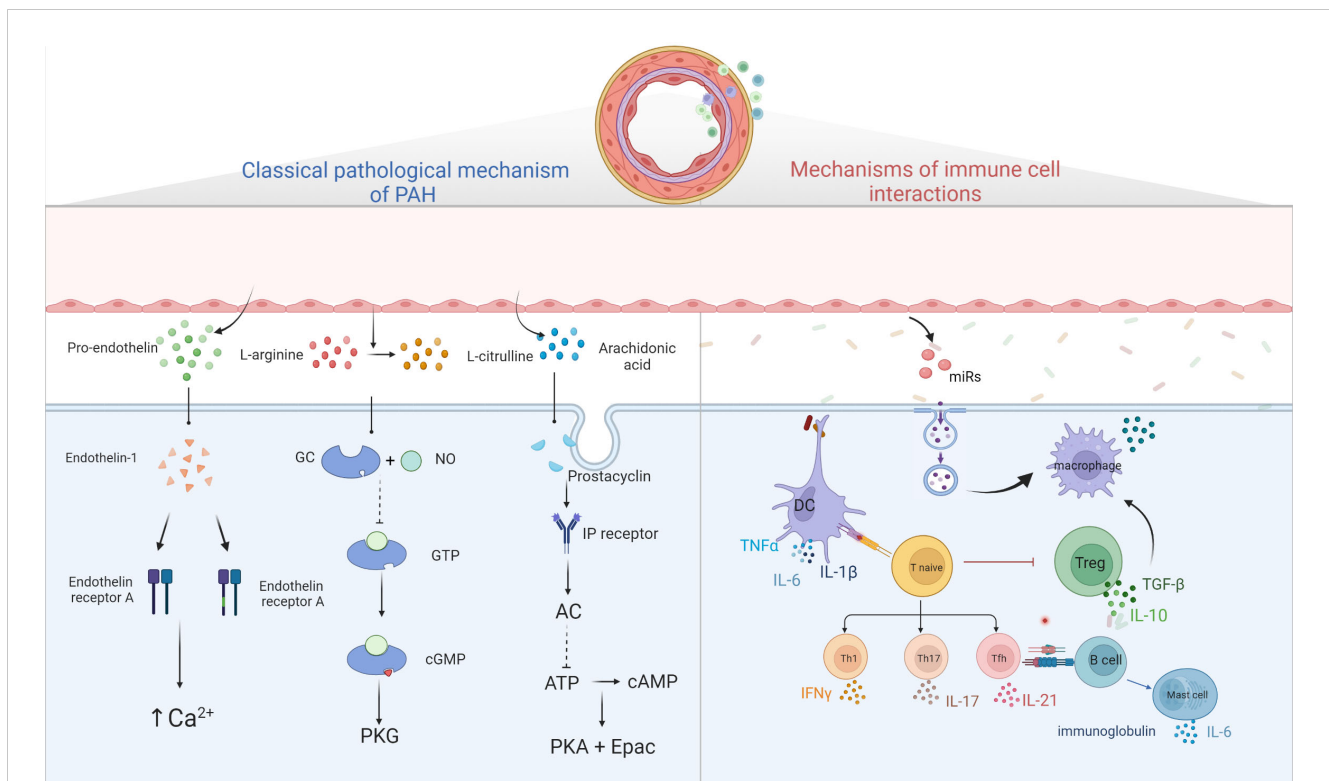 Classical pathological mechanism
of PAH
Mechanisms of immune cell
interactions
Pro-endothelin
L-arginine
L-citrulline
Arachidonic
acid
miRs
Endothelin-1
GC
+
NO
Prostacyclin
DC
macrophage
GTP
IP receptor
TNFα
IL-6
IL-1β
T naive
Treg
TGF-β
IL-10
Endothelin
receptor A
Endothelin
receptor A
AC
cGMP
ATP
cAMP
Th1
Th17
Tfh
B cell
IFNγ
IL-17
IL-21
Mast cell
↑Ca²⁺
PKG
PKA + Epac
immunoglobulin
IL-6